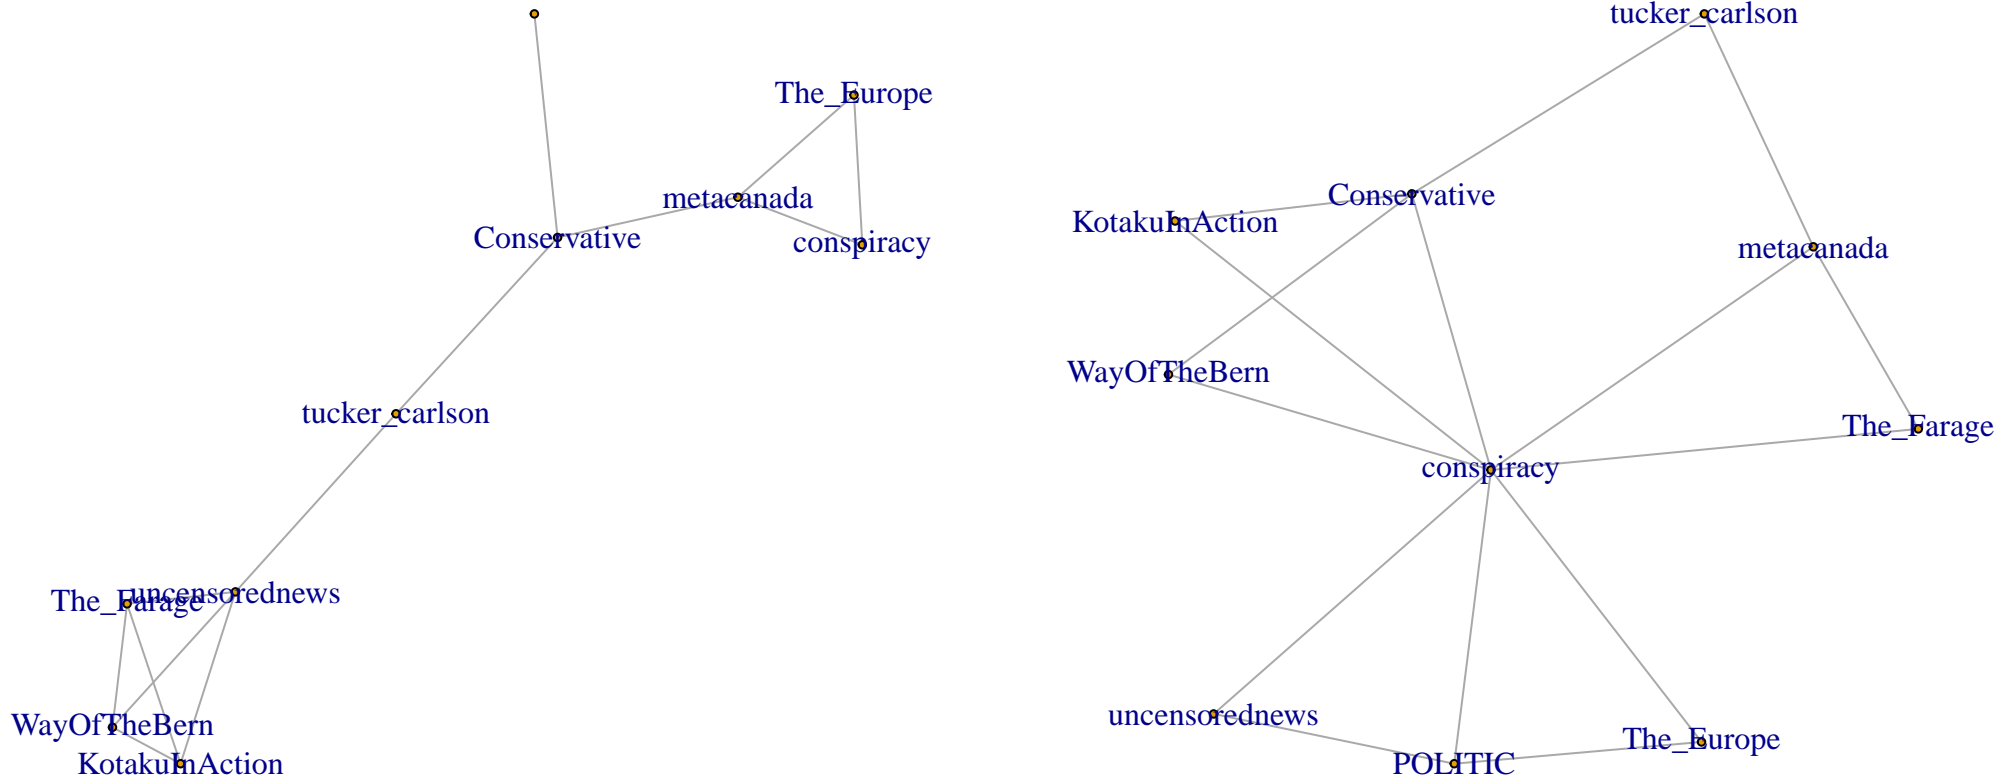 The_Europe
metacanada
Conservative
conspiracy
tucker_carlson
uncensorednews
The_Farage
WayOfTheBern
KotakuInAction
tucker_carlson
Conservative
KotakuInAction
metacanada
WayOfTheBern
The_Farage
conspiracy
uncensorednews
The_Europe
POLITIC